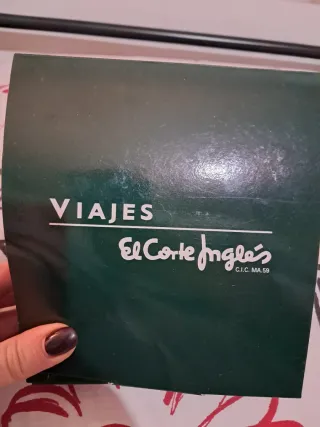 VIAJES
El Corte Inglés
C.I.C. MA 59